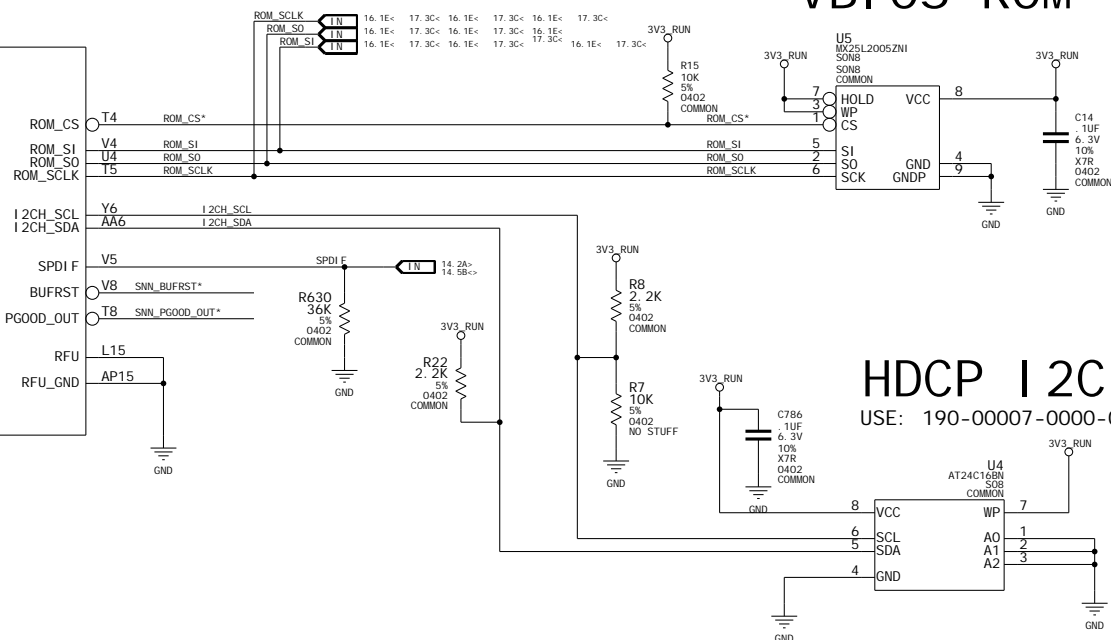 VBIOS ROM
ROM_SCLK IN 16.1E< 17.3C< 16.1E< 17.3C< 16.1E< 17.3C<
ROM_SO IN 16.1E< 17.3C< 16.1E< 17.3C< 16.1E<
17.3C<
ROM_SI IN 16.1E< 17.3C< 16.1E< 17.3C< 16.1E< 17.3C<
3V3_RUN
R15
10K
5%
0402
COMMON
3V3_RUN
U5
MX25L2005ZNI
SON8
SON8
COMMON
3V3_RUN
7 HOLD VCC 8
3 WP
1 CS
5 SI
2 SO GND 4
6 SCK GNDP 9
C14
.1UF
6.3V
10%
X7R
0402
COMMON
GND
GND
ROM_CS T4 ROM_CS* ROM_CS*
ROM_SI V4 ROM_SI ROM_SI
ROM_SO U4 ROM_SO ROM_SO
ROM_SCLK T5 ROM_SCLK ROM_SCLK
I2CH_SCL Y6 I2CH_SCL
I2CH_SDA AA6 I2CH_SDA
SPDIF V5 SPDIF IN 14.2A>
14.5B<>
BUFRST V8 SNN_BUFRST*
PGOOD_OUT T8 SNN_PGOOD_OUT*
RFU L15
RFU_GND AP15
GND
R630
36K
5%
0402
COMMON
GND
3V3_RUN
R22
2.2K
5%
0402
COMMON
3V3_RUN
R8
2.2K
5%
0402
COMMON
R7
10K
5%
0402
NO STUFF
GND
HDCP I2C
USE: 190-00007-0000-0
3V3_RUN
C786
.1UF
6.3V
10%
X7R
0402
COMMON
GND
3V3_RUN
U4
AT24C16BN
SO8
COMMON
8 VCC WP 7
6 SCL A0 1
5 SDA A1 2
A2 3
4 GND
GND
GND